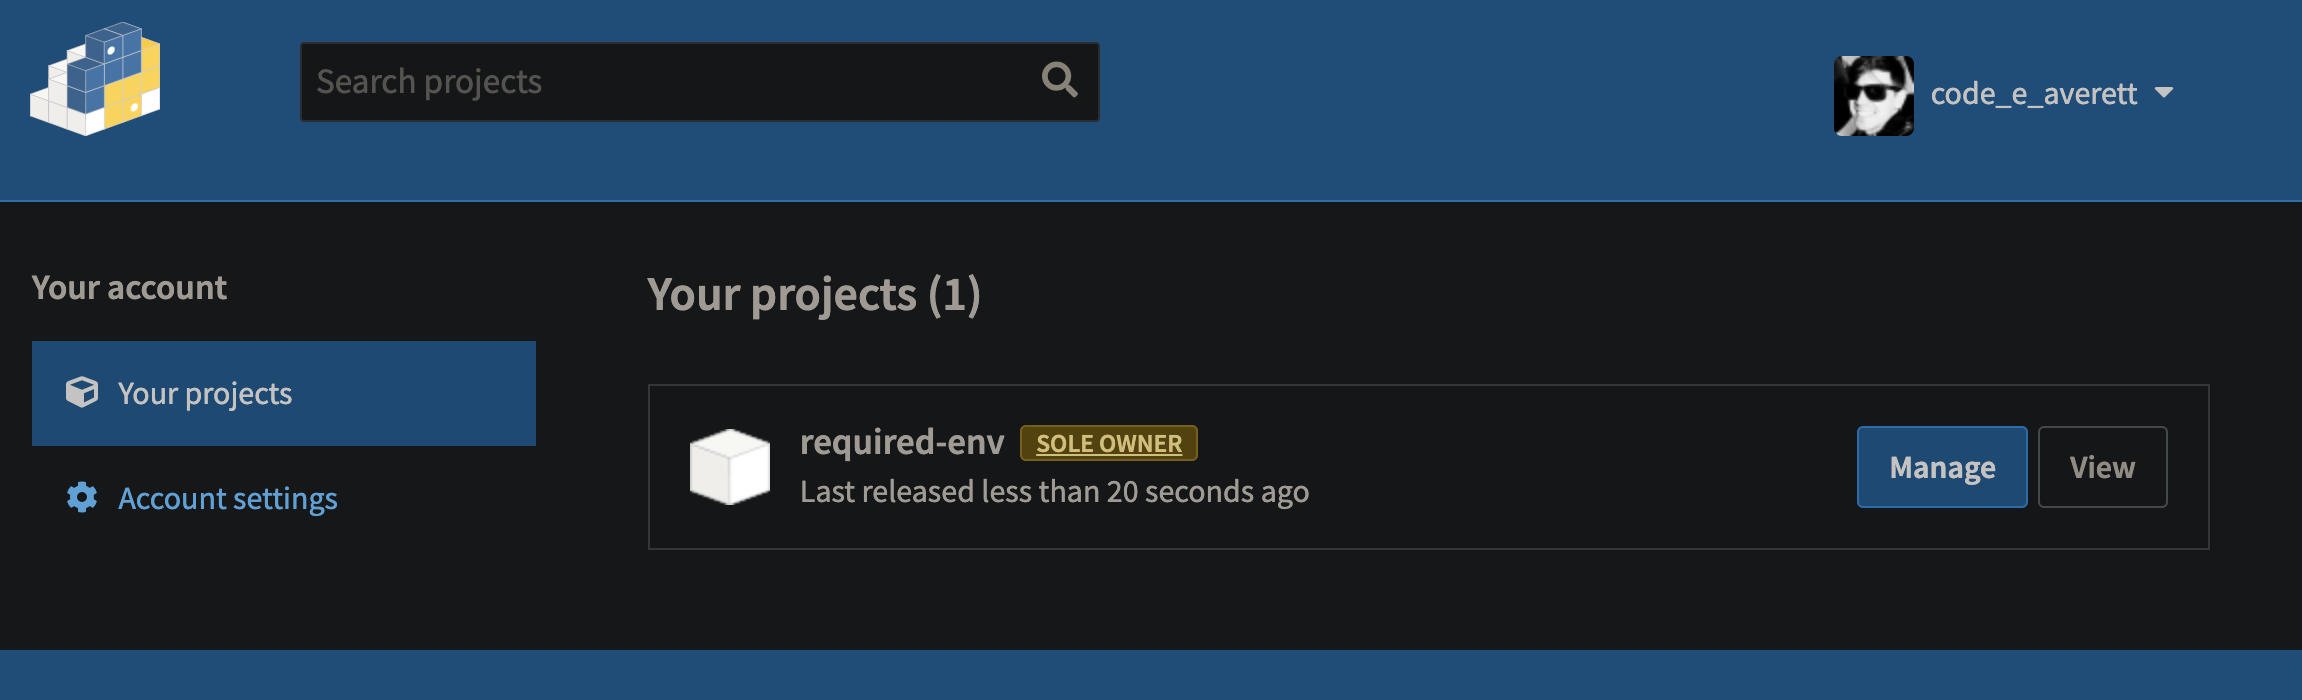 Search projects
code_e_averett
Your account
Your projects
Account settings
Your projects (1)
required-env SOLE OWNER
Last released less than 20 seconds ago
Manage
View